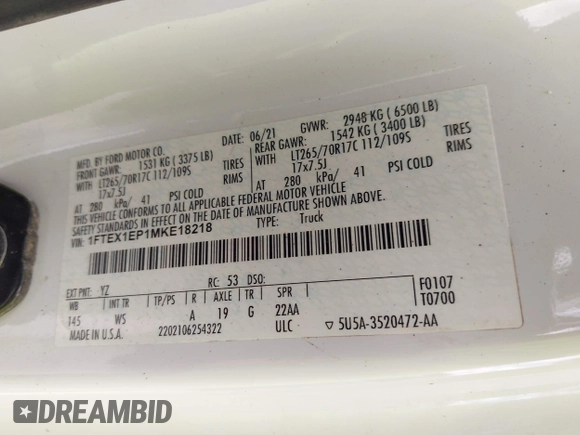 MFD. BY FORD MOTOR CO.
DATE: 06/21 GVWR: 2948 KG ( 6500 LB)
FRONT GAWR: 1531 KG ( 3375 LB) REAR GAWR: 1542 KG ( 3400 LB)
WITH LT265/70R17C 112/109S TIRES WITH LT265/70R17C 112/109S TIRES
17x7.5J 17x7.5J
AT 280 kPa/ 41 PSI COLD AT 280 kPa/ 41 PSI COLD
THIS VEHICLE CONFORMS TO ALL APPLICABLE FEDERAL MOTOR VEHICLE
SAFETY STANDARDS IN EFFECT ON THE DATE OF MANUFACTURE SHOWN ABOVE.
VIN: 1FTEX1EP1MKE18218 TYPE: Truck
EXT PNT: YZ RC: 53 DSO: F0107
WB INT TR TP/PS R AXLE TR SPR T0700
145 WS A 19 G 22AA
MADE IN U.S.A. 2202106254322 ULC 5U5A-3520472-AA
DREAMBID